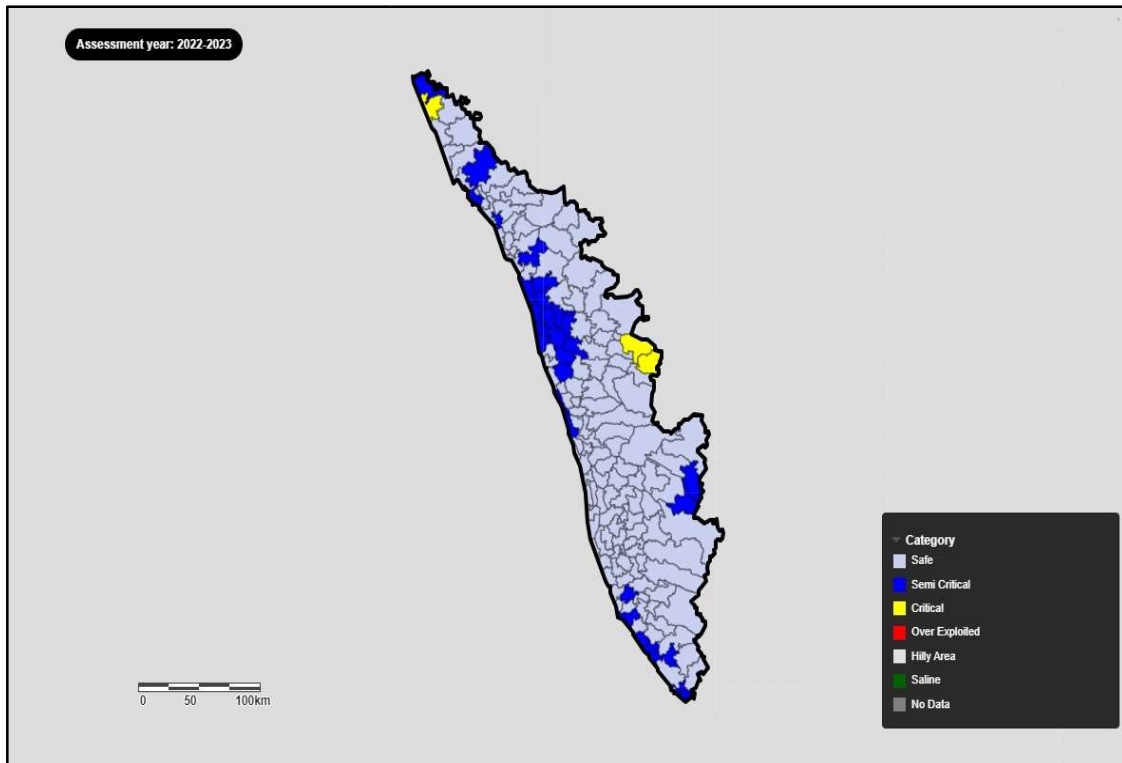 Assessment year: 2022-2023
Category
Safe
Semi Critical
Critical
Over Exploited
Hilly Area
Saline
No Data
0 50 100km